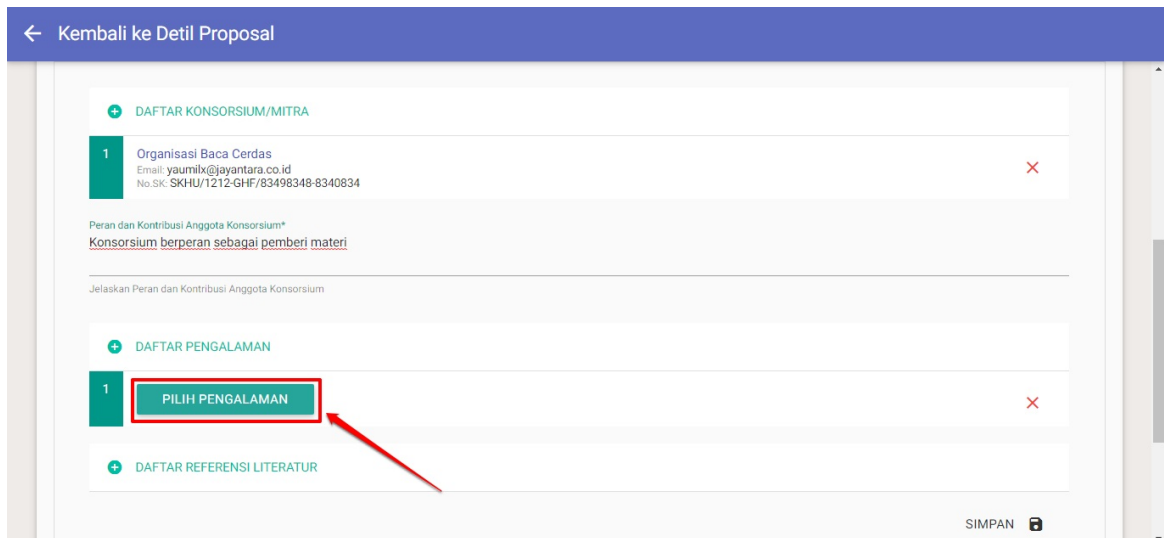 Kembali ke Detil Proposal
DAFTAR KONSORSIUM/MITRA
1
Organisasi Baca Cerdas
Email: yaumilx@jayantara.co.id
No.SK: SKHU/1212-GHF/83498348-8340834
Peran dan Kontribusi Anggota Konsorsium*
Konsorsium berperan sebagai pemberi materi
Jelaskan Peran dan Kontribusi Anggota Konsorsium
DAFTAR PENGALAMAN
1
PILIH PENGALAMAN
DAFTAR REFERENSI LITERATUR
SIMPAN